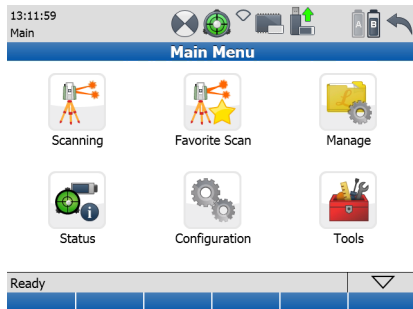 13:11:59
Main
A B
Main Menu
Scanning Favorite Scan Manage
Status Configuration Tools
Ready